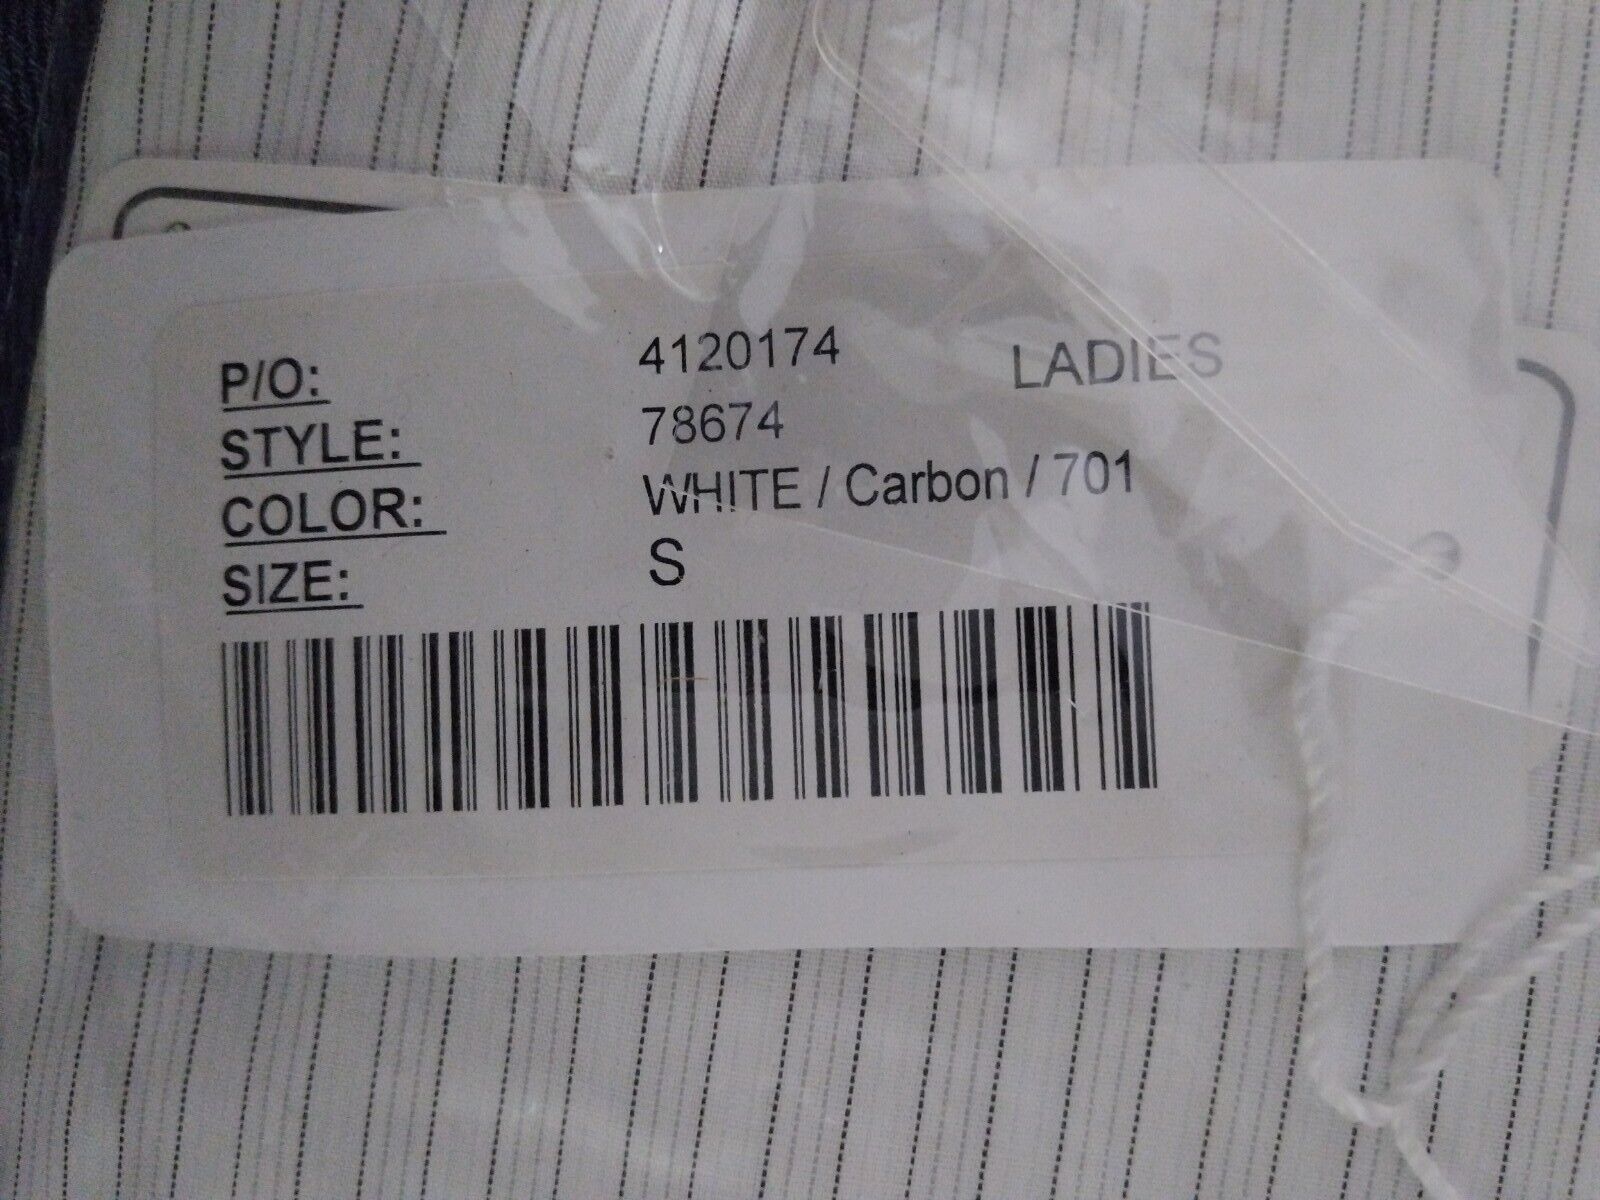 P/O: 4120174 LADIES
STYLE: 78674
COLOR: WHITE / Carbon / 701
SIZE: S